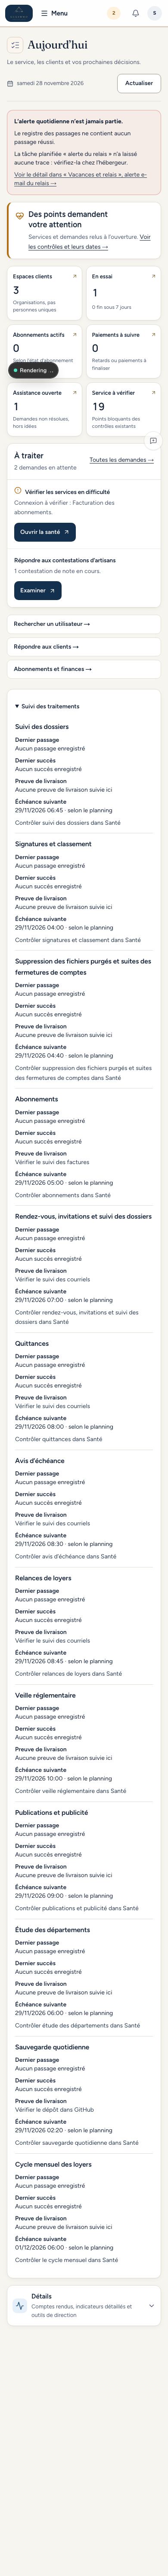 Menu
2
S
Aujourd'hui
Le service, les clients et vos prochaines décisions.
samedi 28 novembre 2026
Actualiser
L'alerte quotidienne n'est jamais partie.
Le registre des passages ne contient aucun
passage réussi.
La tâche planifiée « alerte du relais » n'a laissé
aucune trace : vérifiez-la chez l'hébergeur.
Voir le détail dans « Vacances et relais », alerte e-
mail du relais →
Des points demandent
votre attention
Services et demandes relus à l'ouverture. Voir
les contrôles et leurs dates →
Espaces clients
3
Organisations, pas
personnes uniques
En essai
1
0 fin sous 7 jours
Abonnements actifs
0
Selon l'état d'abonnement
Paiements à suivre
0
Retards ou paiements à
finaliser
Rendering ...
Assistance ouverte
1
Demandes non résolues,
hors idées
Service à vérifier
19
Points bloquants des
contrôles existants
À traiter
2 demandes en attente
Toutes les demandes →
Vérifier les services en difficulté
Connexion à vérifier : Facturation des
abonnements.
Ouvrir la santé
Répondre aux contestations d'artisans
1 contestation de note en cours.
Examiner
Rechercher un utilisateur →
Répondre aux clients →
Abonnements et finances →
Suivi des traitements
Suivi des dossiers
Dernier passage
Aucun passage enregistré
Dernier succès
Aucun succès enregistré
Preuve de livraison
Aucune preuve de livraison suivie ici
Échéance suivante
29/11/2026 06:45 · selon le planning
Contrôler suivi des dossiers dans Santé
Signatures et classement
Dernier passage
Aucun passage enregistré
Dernier succès
Aucun succès enregistré
Preuve de livraison
Aucune preuve de livraison suivie ici
Échéance suivante
29/11/2026 04:00 · selon le planning
Contrôler signatures et classement dans Santé
Suppression des fichiers purgés et suites des
fermetures de comptes
Dernier passage
Aucun passage enregistré
Dernier succès
Aucun succès enregistré
Preuve de livraison
Aucune preuve de livraison suivie ici
Échéance suivante
29/11/2026 04:40 · selon le planning
Contrôler suppression des fichiers purgés et suites
des fermetures de comptes dans Santé
Abonnements
Dernier passage
Aucun passage enregistré
Dernier succès
Aucun succès enregistré
Preuve de livraison
Vérifier le suivi des factures
Échéance suivante
29/11/2026 05:00 · selon le planning
Contrôler abonnements dans Santé
Rendez-vous, invitations et suivi des dossiers
Dernier passage
Aucun passage enregistré
Dernier succès
Aucun succès enregistré
Preuve de livraison
Vérifier le suivi des courriels
Échéance suivante
29/11/2026 07:00 · selon le planning
Contrôler rendez-vous, invitations et suivi des
dossiers dans Santé
Quittances
Dernier passage
Aucun passage enregistré
Dernier succès
Aucun succès enregistré
Preuve de livraison
Vérifier le suivi des courriels
Échéance suivante
29/11/2026 08:00 · selon le planning
Contrôler quittances dans Santé
Avis d'échéance
Dernier passage
Aucun passage enregistré
Dernier succès
Aucun succès enregistré
Preuve de livraison
Vérifier le suivi des courriels
Échéance suivante
29/11/2026 08:30 · selon le planning
Contrôler avis d'échéance dans Santé
Relances de loyers
Dernier passage
Aucun passage enregistré
Dernier succès
Aucun succès enregistré
Preuve de livraison
Vérifier le suivi des courriels
Échéance suivante
29/11/2026 08:45 · selon le planning
Contrôler relances de loyers dans Santé
Veille réglementaire
Dernier passage
Aucun passage enregistré
Dernier succès
Aucun succès enregistré
Preuve de livraison
Aucune preuve de livraison suivie ici
Échéance suivante
29/11/2026 10:00 · selon le planning
Contrôler veille réglementaire dans Santé
Publications et publicité
Dernier passage
Aucun passage enregistré
Dernier succès
Aucun succès enregistré
Preuve de livraison
Aucune preuve de livraison suivie ici
Échéance suivante
29/11/2026 09:00 · selon le planning
Contrôler publications et publicité dans Santé
Étude des départements
Dernier passage
Aucun passage enregistré
Dernier succès
Aucun succès enregistré
Preuve de livraison
Aucune preuve de livraison suivie ici
Échéance suivante
29/11/2026 06:00 · selon le planning
Contrôler étude des départements dans Santé
Sauvegarde quotidienne
Dernier passage
Aucun passage enregistré
Dernier succès
Aucun succès enregistré
Preuve de livraison
Vérifier le dépôt dans GitHub
Échéance suivante
29/11/2026 02:20 · selon le planning
Contrôler sauvegarde quotidienne dans Santé
Cycle mensuel des loyers
Dernier passage
Aucun passage enregistré
Dernier succès
Aucun succès enregistré
Preuve de livraison
Aucune preuve de livraison suivie ici
Échéance suivante
01/12/2026 06:00 · selon le planning
Contrôler le cycle mensuel dans Santé
Détails
Comptes rendus, indicateurs détaillés et
outils de direction